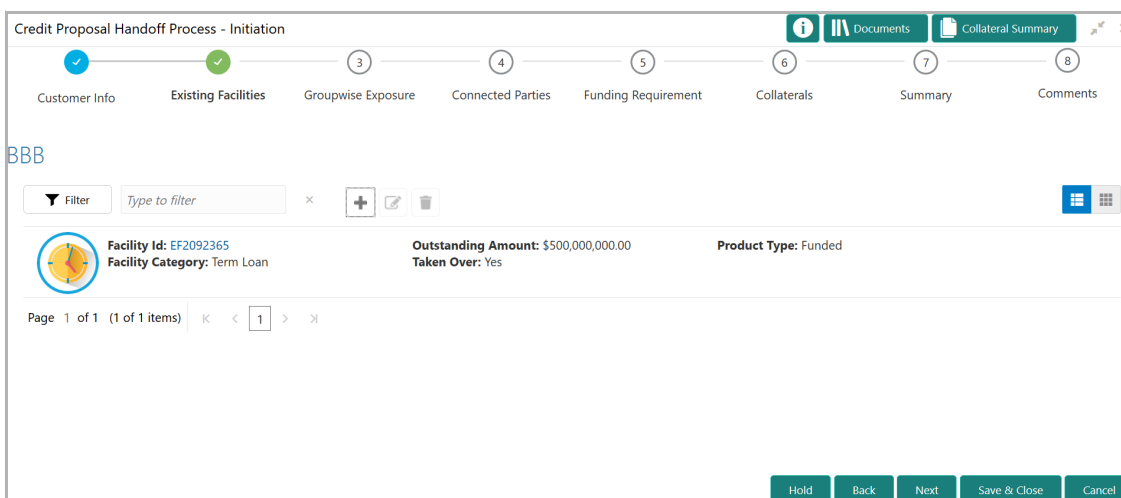 Credit Proposal Handoff Process - Initiation
i Documents Collateral Summary
3 4 5 6 7 8
Customer Info Existing Facilities Groupwise Exposure Connected Parties Funding Requirement Collaterals Summary Comments
BBB
Filter Type to filter
Facility Id: EF2092365 Outstanding Amount: $500,000,000.00 Product Type: Funded
Facility Category: Term Loan Taken Over: Yes
Page 1 of 1 (1 of 1 items) 1
Hold Back Next Save & Close Cancel